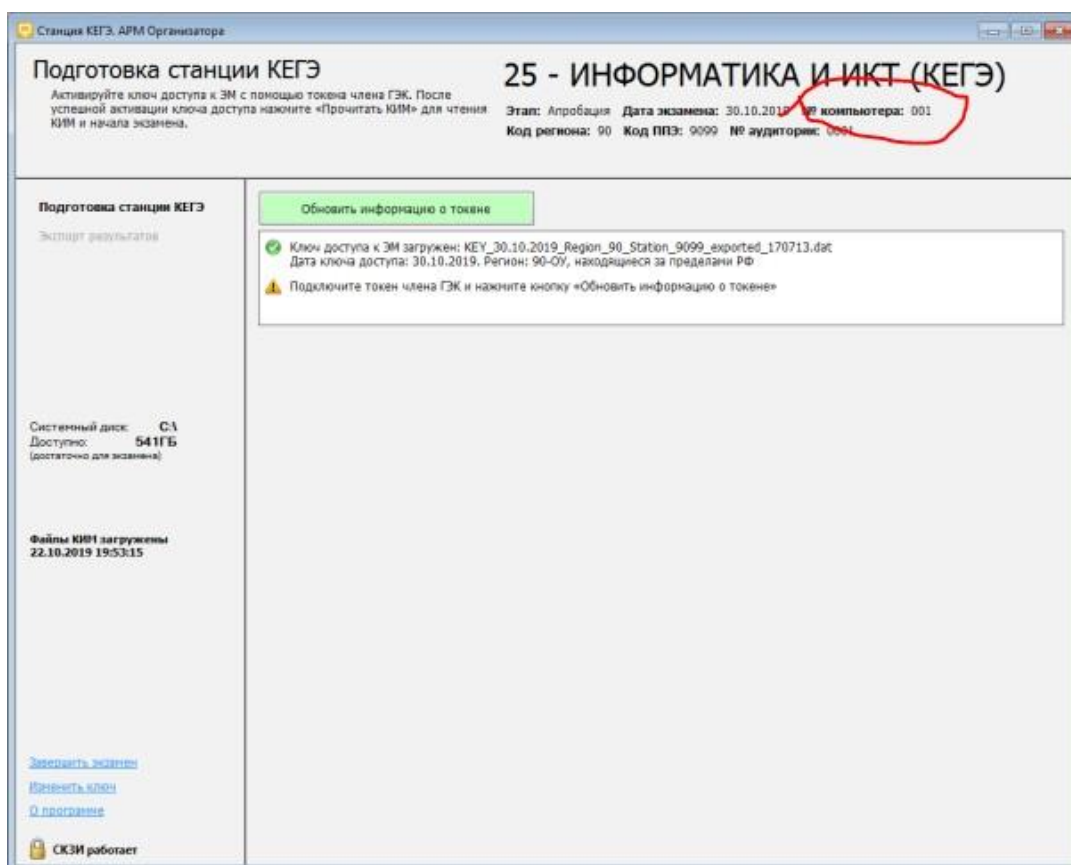 Станция КЕГЭ. АРМ Организатора
Подготовка станции КЕГЭ
Активируйте ключ доступа к ЭМ с помощью токена члена ГЭК. После
успешной активации ключа доступа нажмите «Прочитать КИМ» для чтения
КИМ и начала экзамена.
25 - ИНФОРМАТИКА И ИКТ (КЕГЭ)
Этап: Апробация Дата экзамена: 30.10.2019 № компьютера: 001
Код региона: 90 Код ППЭ: 9099 № аудитории: 0001
Подготовка станции КЕГЭ
Экспорт результатов
Обновить информацию о токене
Ключ доступа к ЭМ загружен: KEY_30.10.2019_Region_90_Station_9099_exported_170713.dat
Дата ключа доступа: 30.10.2019. Регион: 90-ОУ, находящиеся за пределами РФ
Подключите токен члена ГЭК и нажмите кнопку «Обновить информацию о токене»
Системный диск: C:\
Доступно: 541ГБ
(достаточно для экзамена)
Файлы КИМ загружены
22.10.2019 19:53:15
Завершить экзамен
Изменить ключ
О программе
СКЗИ работает